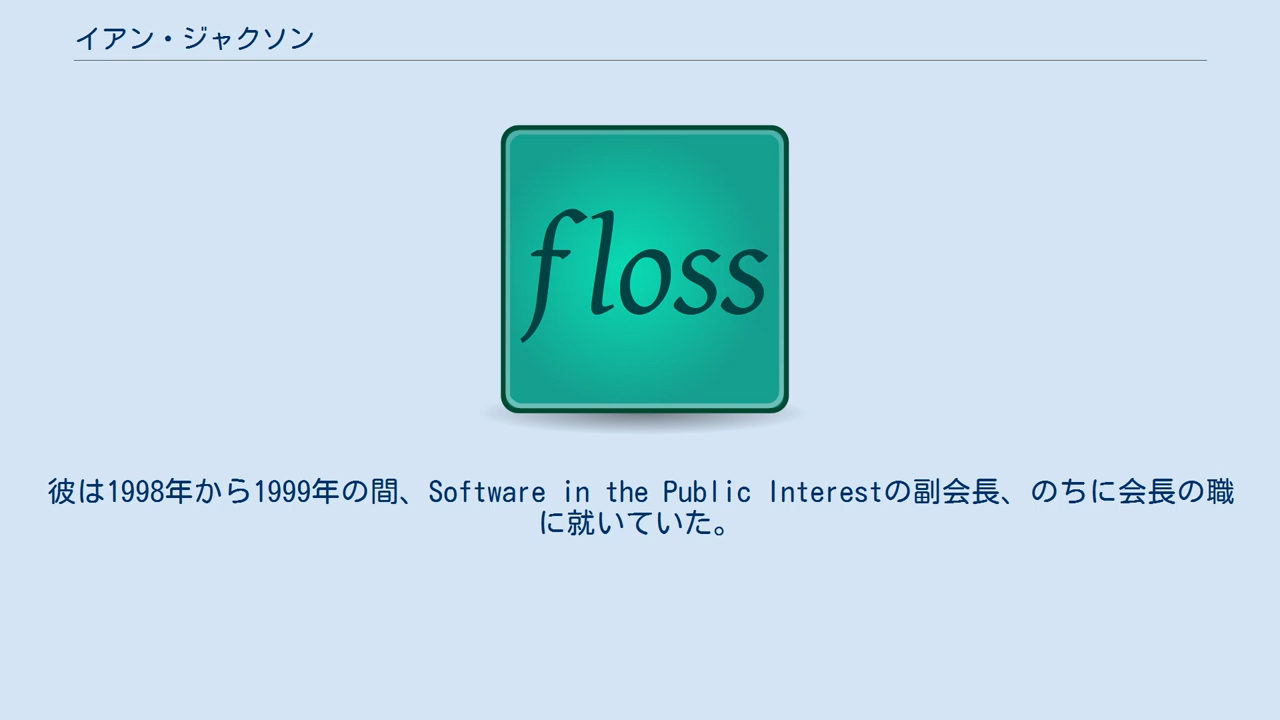 イアン・ジャクソン
floss
彼は1998年から1999年の間、Software in the Public Interestの副会長、のちに会長の職
に就いていた。